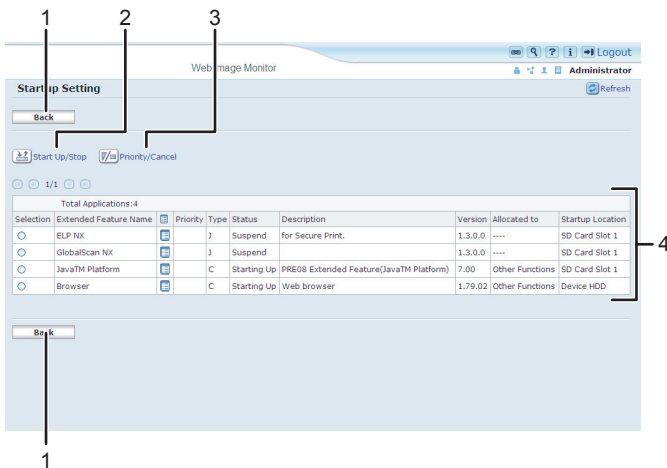 1 2 3
Logout
Web Image Monitor
Administrator
Startup Setting
Refresh
Back
Start Up/Stop Priority/Cancel
1/1
Total Applications:4
Selection Extended Feature Name Priority Type Status Description Version Allocated to Startup Location
ELP NX J Suspend for Secure Print. 1.3.0.0 ---- SD Card Slot 1
GlobalScan NX J Suspend 1.3.0.0 ---- SD Card Slot 1
JavaTM Platform C Starting Up PRE08 Extended Feature(JavaTM Platform) 7.00 Other Functions SD Card Slot 1
Browser C Starting Up Web browser 1.79.02 Other Functions Device HDD
4
Back
1